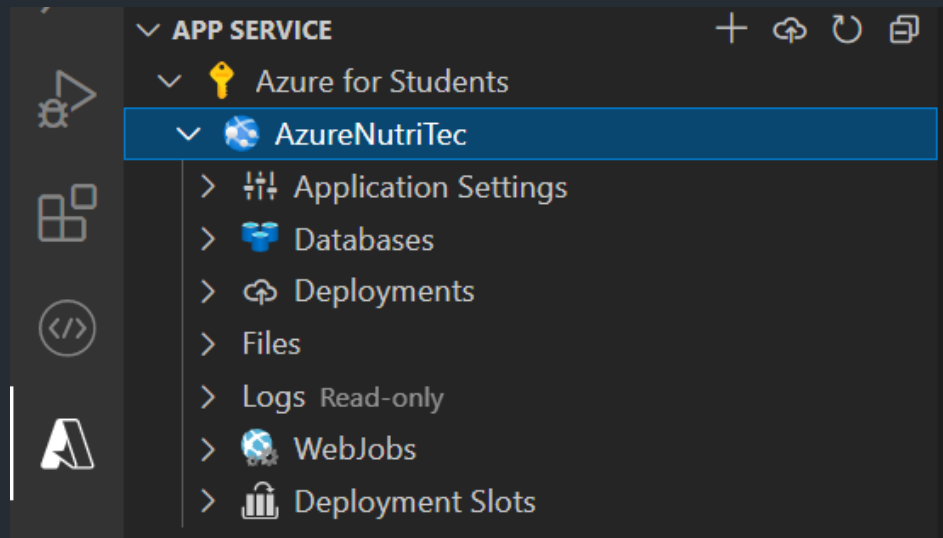 APP SERVICE
Azure for Students
AzureNutriTec
Application Settings
Databases
Deployments
Files
Logs Read-only
WebJobs
Deployment Slots